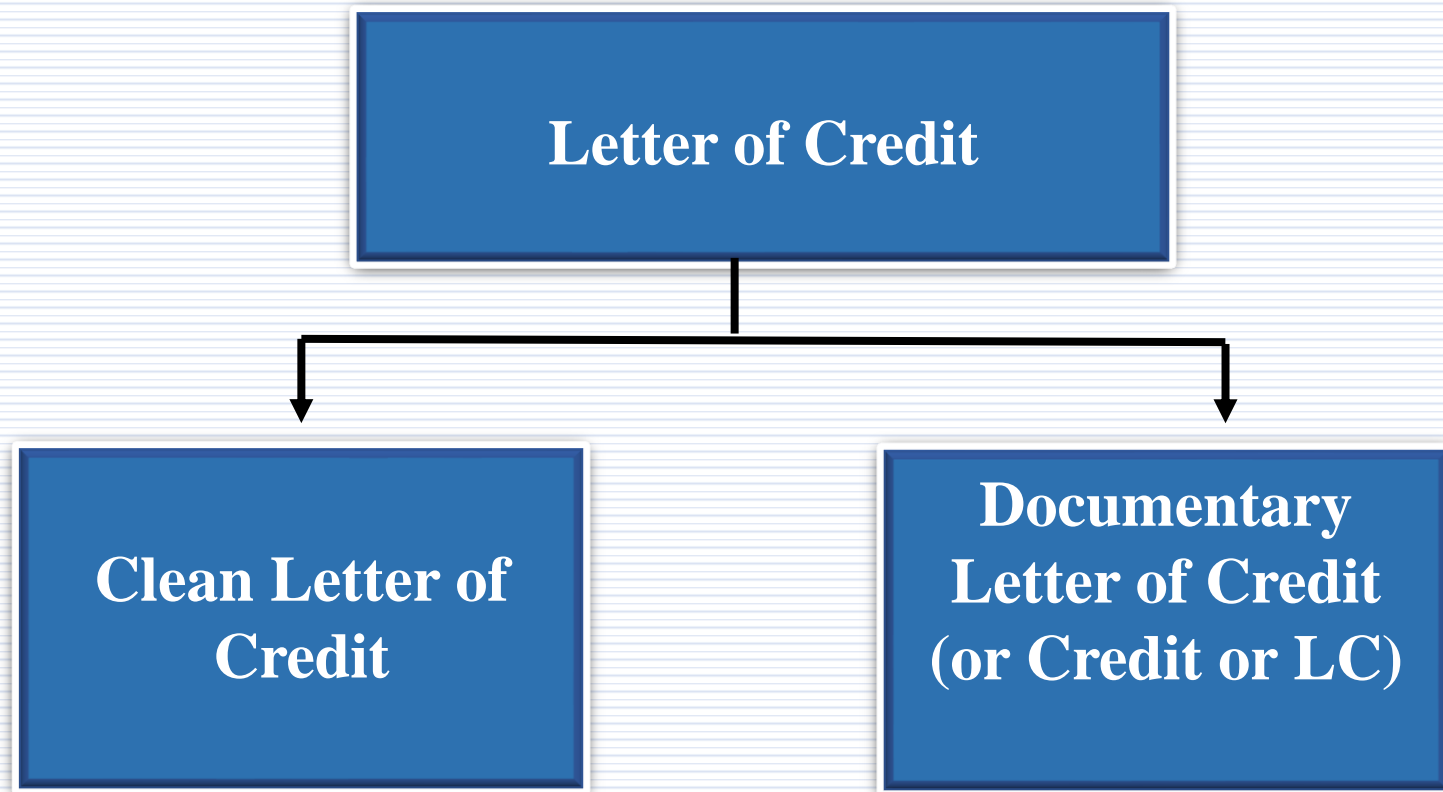 Letter of Credit
Clean Letter of
Credit
Documentary
Letter of Credit
(or Credit or LC)